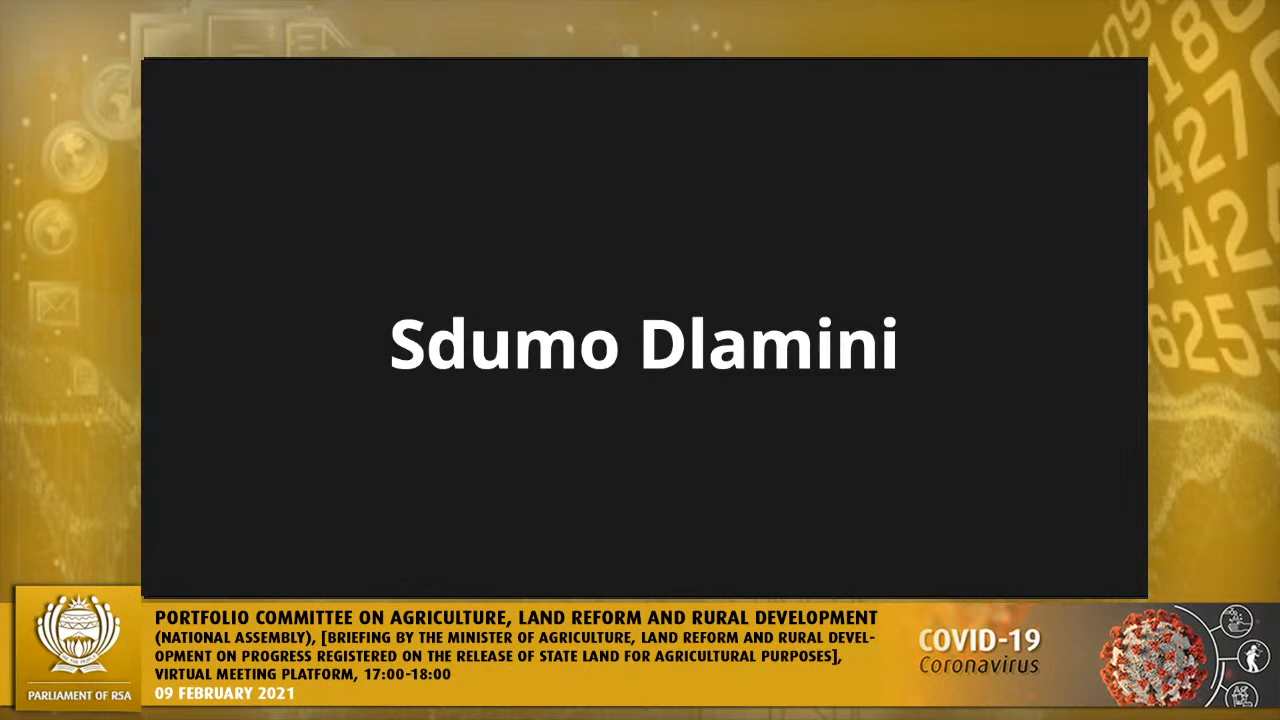 Sdumo Dlamini
PORTFOLIO COMMITTEE ON AGRICULTURE, LAND REFORM AND RURAL DEVELOPMENT
(NATIONAL ASSEMBLY), [BRIEFING BY THE MINISTER OF AGRICULTURE, LAND REFORM AND RURAL DEVEL-
OPMENT ON PROGRESS REGISTERED ON THE RELEASE OF STATE LAND FOR AGRICULTURAL PURPOSES],
VIRTUAL MEETING PLATFORM, 17:00-18:00
09 FEBRUARY 2021
PARLIAMENT OF RSA
COVID-19
Coronavirus